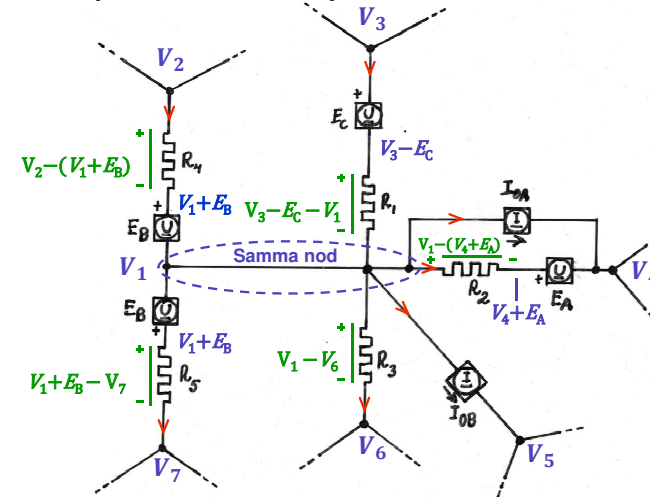 V₃
V₂
+
E_C
U
V₃−E_C
+
V₂−(V₁+E_B)
−
R₄
V₁+E_B
+
E_B
U
+
V₃−E_C−V₁
−
R₁
I_0A
I
V₁−(V₄+E_A)
+
−
R₂
+
U
E_A
V₄+E_A
V₁
Samma nod
E_B
U
+
V₁+E_B
+
V₁+E_B−V₇
−
R₅
+
V₁−V₆
−
R₃
I
I_0B
V₇
V₆
V₅